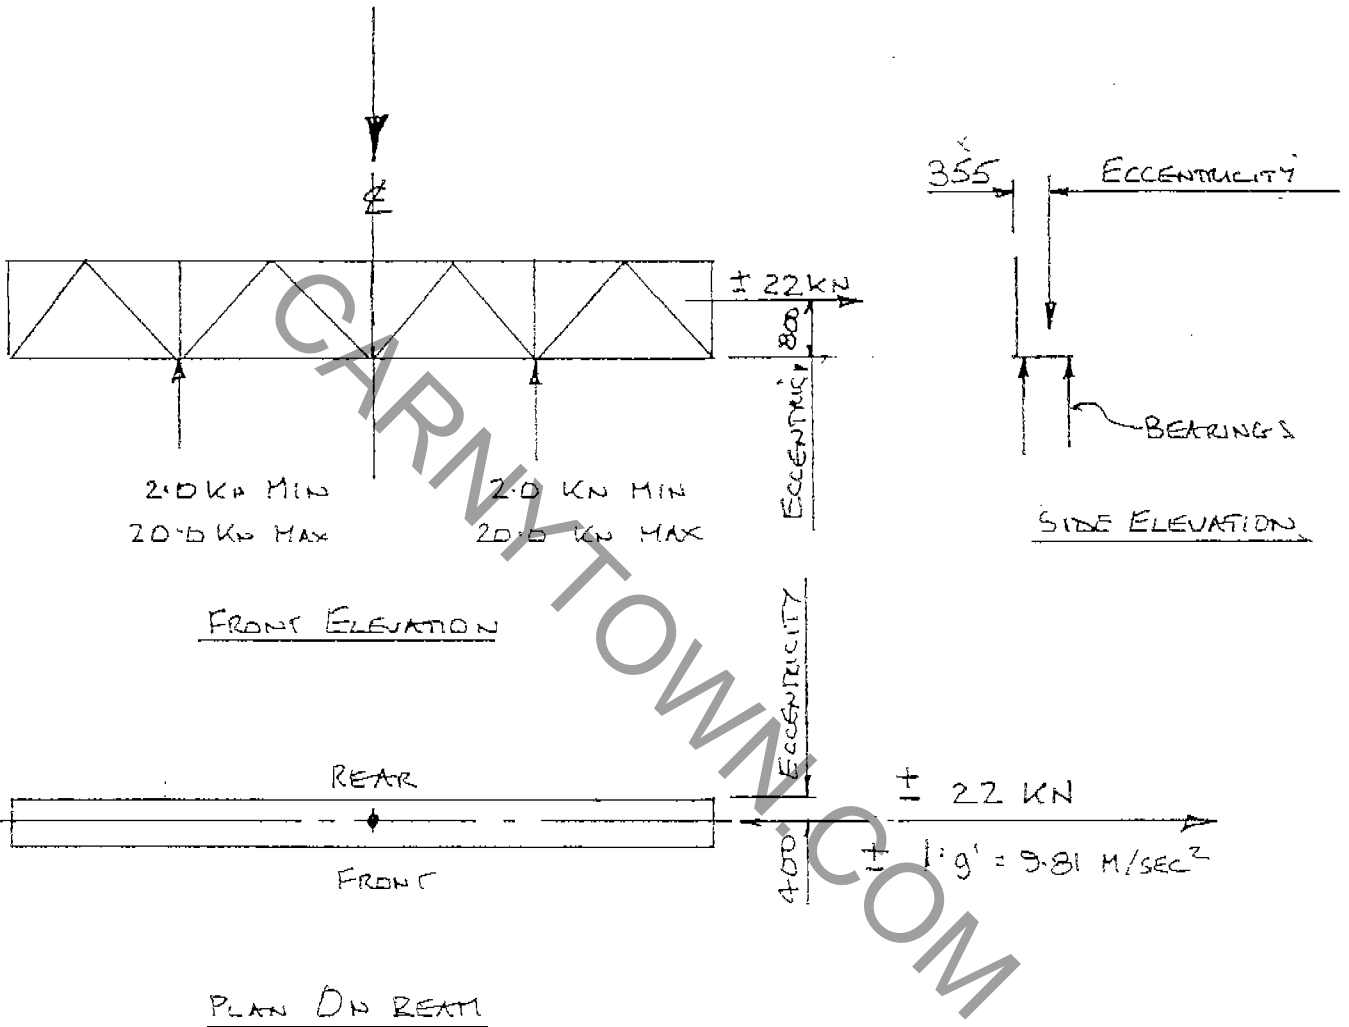 ℄
355
ECCENTRICITY
± 22 KN
80
ECCENTRIC
BEARINGS
2.0 KN MIN
20.0 KN MAX
2.0 KN MIN
20.0 KN MAX
SIDE ELEVATION
FRONT ELEVATION
ECCENTRICITY
REAR
FRONT
± 22 KN
400
± 1.g' = 9.81 M/SEC²
PLAN ON BEAM
CARNYTOWN.COM